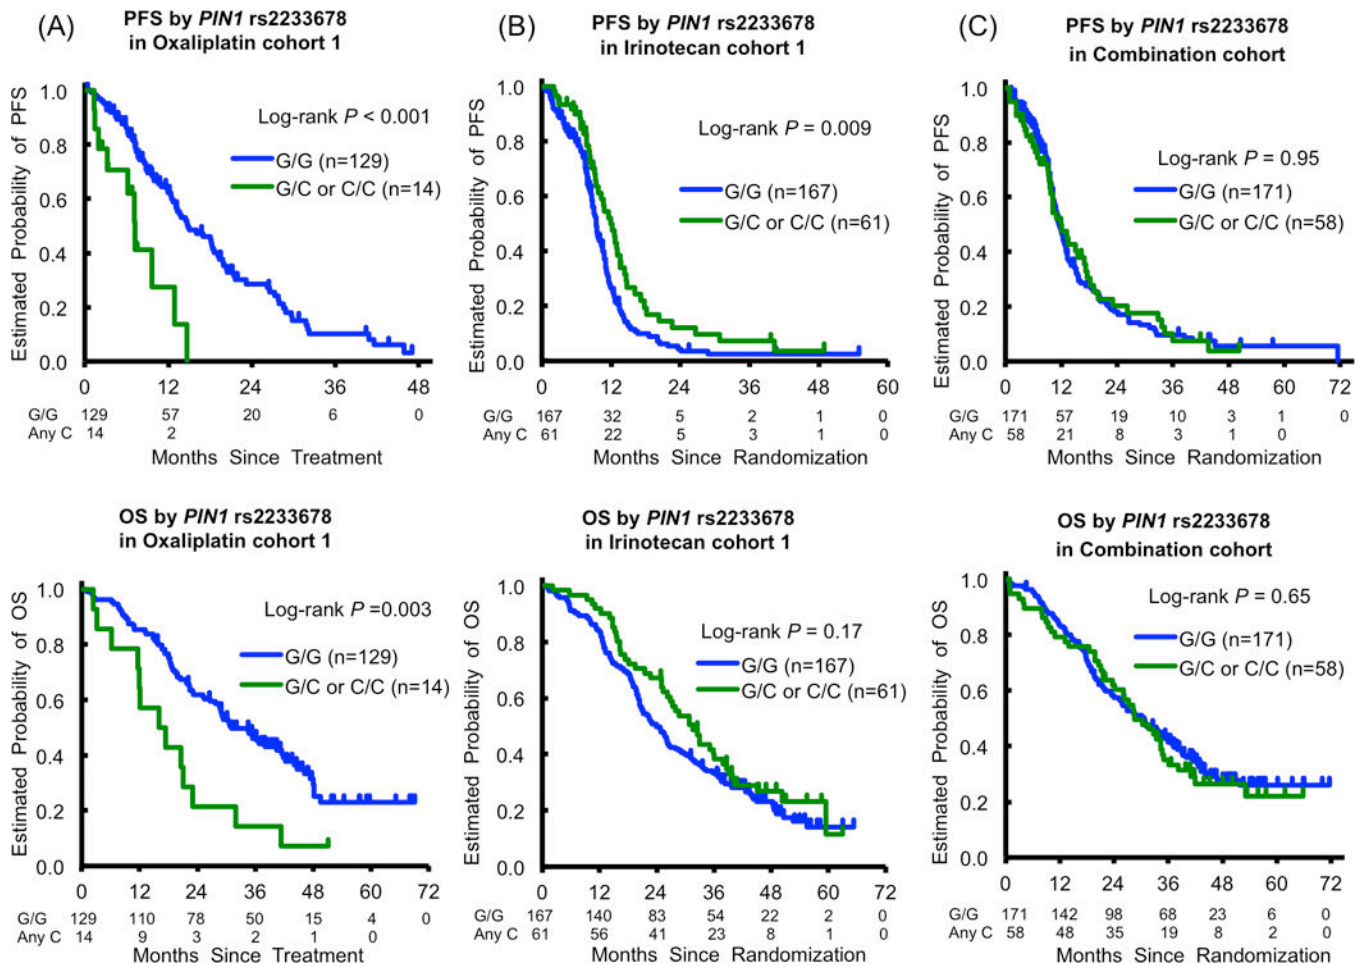 (A)
PFS by PIN1 rs2233678
in Oxaliplatin cohort 1
Estimated Probability of PFS
1.0
0.8
0.6
0.4
0.2
0.0
Log-rank P < 0.001
G/G (n=129)
G/C or C/C (n=14)
0 12 24 36 48
G/G 129 57 20 6 0
Any C 14 2
Months Since Treatment
(B)
PFS by PIN1 rs2233678
in Irinotecan cohort 1
Estimated Probability of PFS
1.0
0.8
0.6
0.4
0.2
0.0
Log-rank P = 0.009
G/G (n=167)
G/C or C/C (n=61)
0 12 24 36 48 60
G/G 167 32 5 2 1 0
Any C 61 22 5 3 1 0
Months Since Randomization
(C)
PFS by PIN1 rs2233678
in Combination cohort
Estimated Probability of PFS
1.0
0.8
0.6
0.4
0.2
0.0
Log-rank P = 0.95
G/G (n=171)
G/C or C/C (n=58)
0 12 24 36 48 60 72
G/G 171 57 19 10 3 1 0
Any C 58 21 8 3 1 0
Months Since Randomization
OS by PIN1 rs2233678
in Oxaliplatin cohort 1
Estimated Probability of OS
1.0
0.8
0.6
0.4
0.2
0.0
Log-rank P =0.003
G/G (n=129)
G/C or C/C (n=14)
0 12 24 36 48 60 72
G/G 129 110 78 50 15 4 0
Any C 14 9 3 2 1 0
Months Since Treatment
OS by PIN1 rs2233678
in Irinotecan cohort 1
Estimated Probability of OS
1.0
0.8
0.6
0.4
0.2
0.0
Log-rank P = 0.17
G/G (n=167)
G/C or C/C (n=61)
0 12 24 36 48 60 72
G/G 167 140 83 54 22 2 0
Any C 61 56 41 23 8 1 0
Months Since Randomization
OS by PIN1 rs2233678
in Combination cohort
Estimated Probability of OS
1.0
0.8
0.6
0.4
0.2
0.0
Log-rank P = 0.65
G/G (n=171)
G/C or C/C (n=58)
0 12 24 36 48 60 72
G/G 171 142 98 68 23 6 0
Any C 58 48 35 19 8 2 0
Months Since Randomization